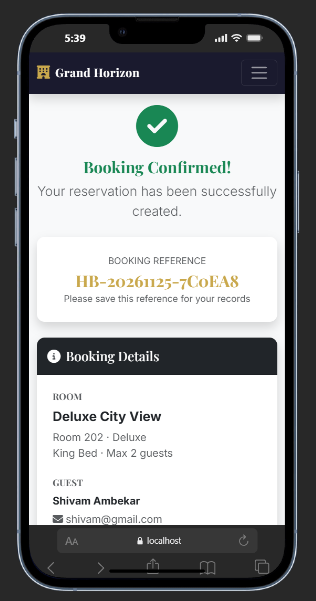 5:39
Grand Horizon
Booking Confirmed!
Your reservation has been successfully
created.
BOOKING REFERENCE
HB-20261125-7C0EA8
Please save this reference for your records
Booking Details
ROOM
Deluxe City View
Room 202 · Deluxe
King Bed · Max 2 guests
GUEST
Shivam Ambekar
shivam@gmail.com
AA localhost